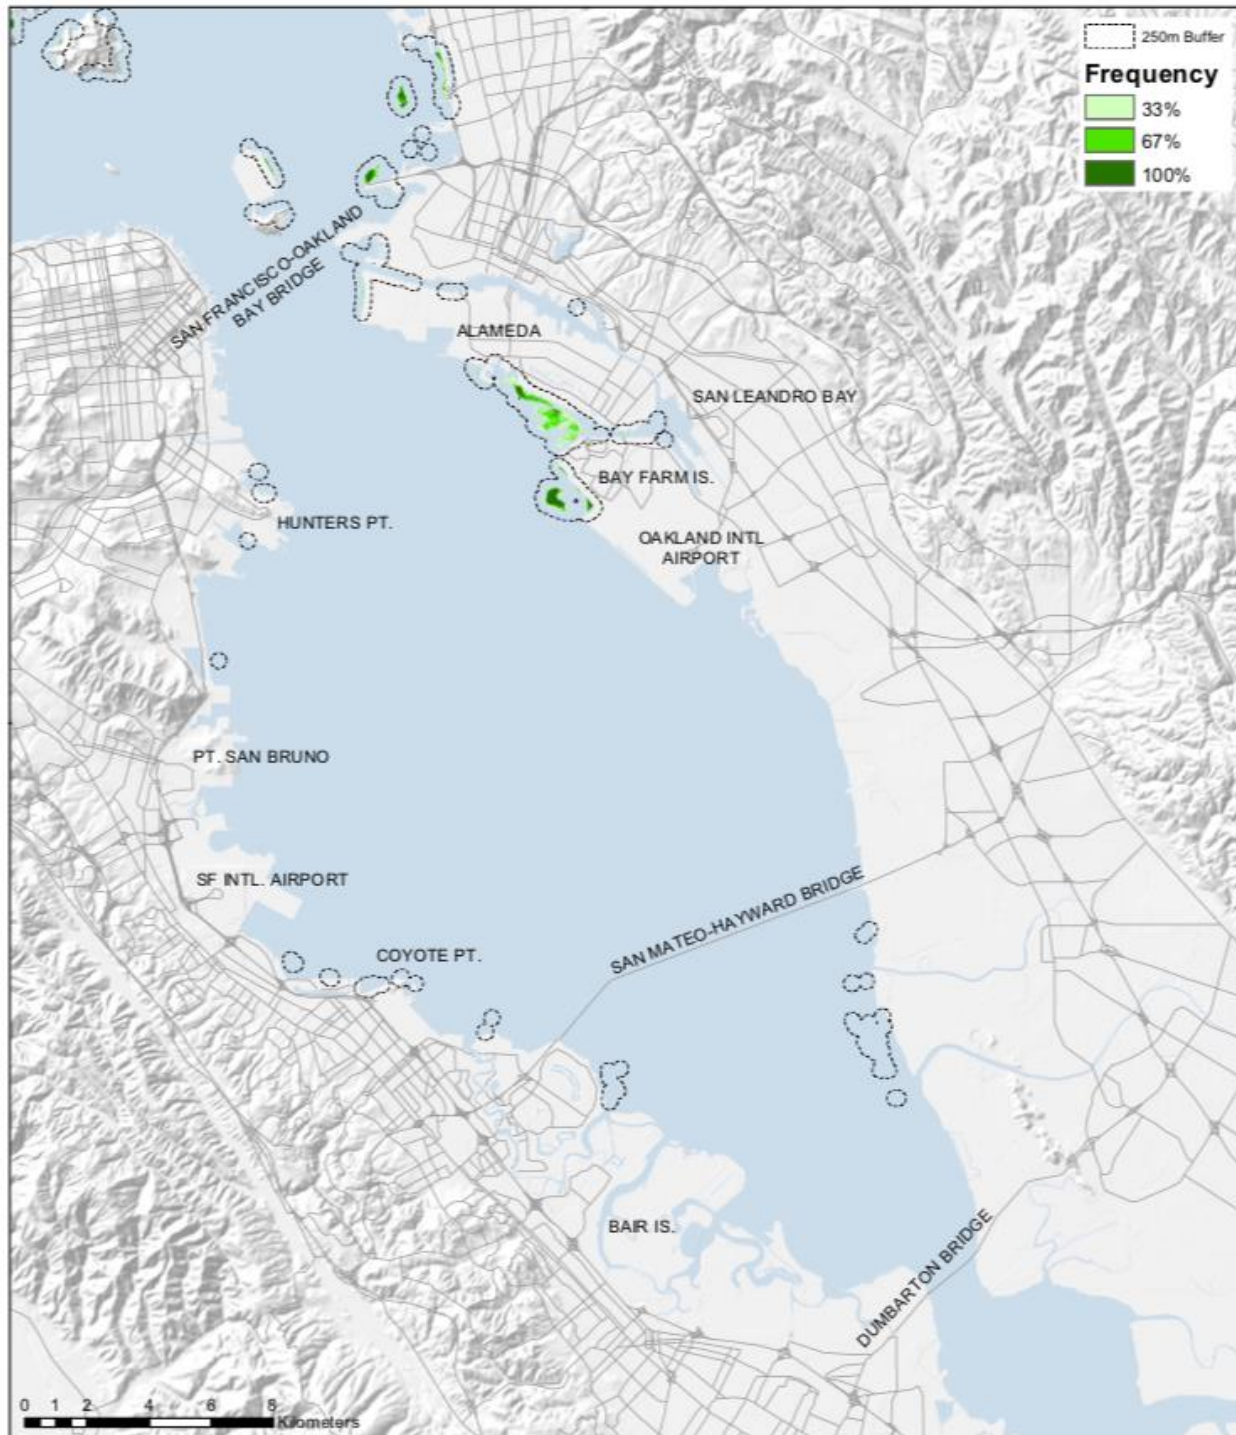 250m Buffer
Frequency
33%
67%
100%
SAN FRANCISCO-OAKLAND
BAY BRIDGE
ALAMEDA
SAN LEANDRO BAY
BAY FARM IS.
HUNTERS PT.
OAKLAND INTL
AIRPORT
PT. SAN BRUNO
SF INTL. AIRPORT
SAN MATEO-HAYWARD BRIDGE
COYOTE PT.
BAIR IS.
DUMBARTON BRIDGE
0 1 2 4 6 8
Kilometers